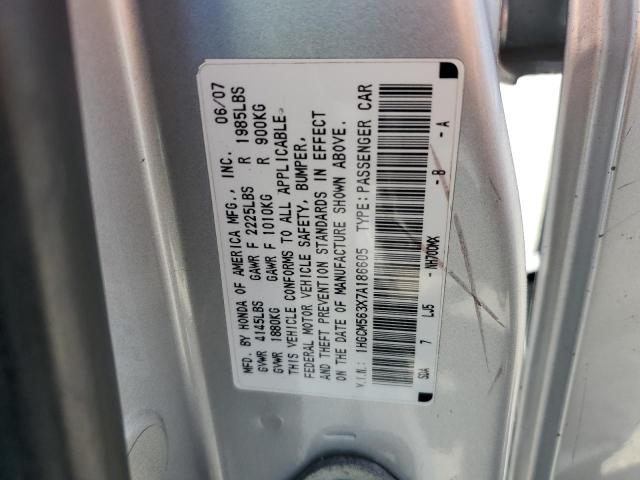 MFD. BY HONDA OF AMERICA MFG., INC. 06/07
GVWR 4145LBS GAWR F 2225LBS R 1985LBS
GVWR 1880KG GAWR F 1010KG R 900KG
THIS VEHICLE CONFORMS TO ALL APPLICABLE
FEDERAL MOTOR VEHICLE SAFETY, BUMPER,
AND THEFT PREVENTION STANDARDS IN EFFECT
ON THE DATE OF MANUFACTURE SHOWN ABOVE.
V.I.N.: 1HGCM563X7A186605 TYPE: PASSENGER CAR
SDA 7 LJ5 - NH700MX - B - A